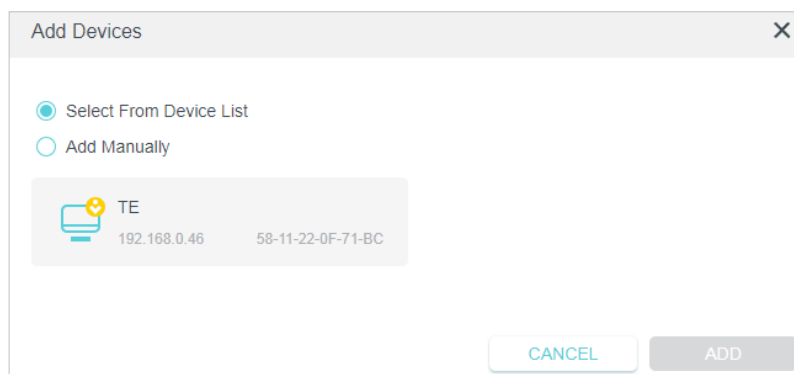 Add Devices
Select From Device List
Add Manually
TE
192.168.0.46 58-11-22-0F-71-BC
CANCEL ADD